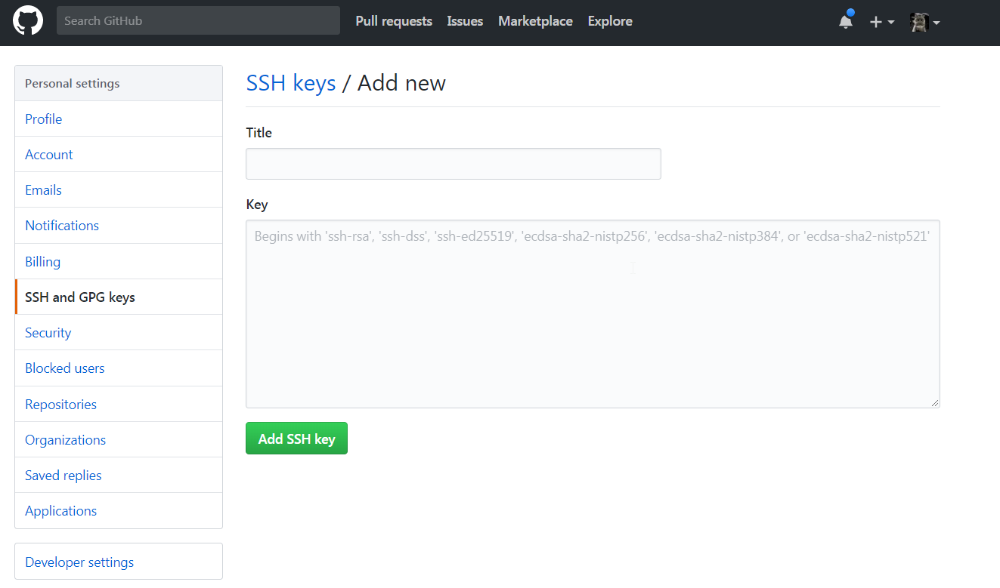 Search GitHub
Pull requests Issues Marketplace Explore
Personal settings
Profile
Account
Emails
Notifications
Billing
SSH and GPG keys
Security
Blocked users
Repositories
Organizations
Saved replies
Applications
Developer settings
SSH keys / Add new
Title
Key
Begins with 'ssh-rsa', 'ssh-dss', 'ssh-ed25519', 'ecdsa-sha2-nistp256', 'ecdsa-sha2-nistp384', or 'ecdsa-sha2-nistp521'
Add SSH key